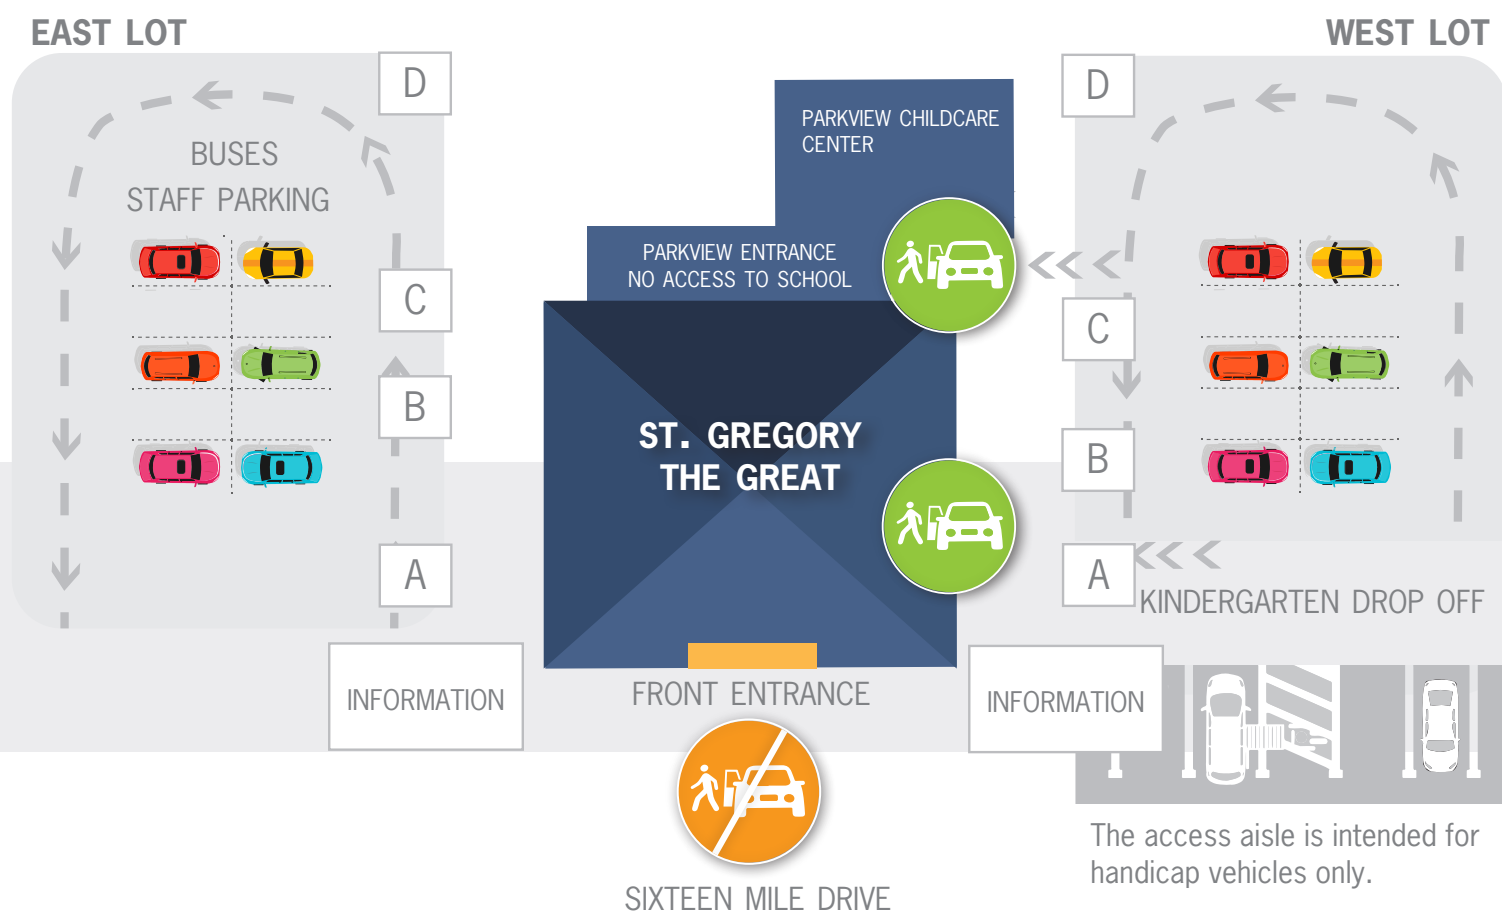 EAST LOT
WEST LOT
D
D
PARKVIEW CHILDCARE
CENTER
BUSES
STAFF PARKING
PARKVIEW ENTRANCE
NO ACCESS TO SCHOOL
C
C
B
B
ST. GREGORY
THE GREAT
A
A
KINDERGARTEN DROP OFF
INFORMATION
FRONT ENTRANCE
INFORMATION
The access aisle is intended for
handicap vehicles only.
SIXTEEN MILE DRIVE